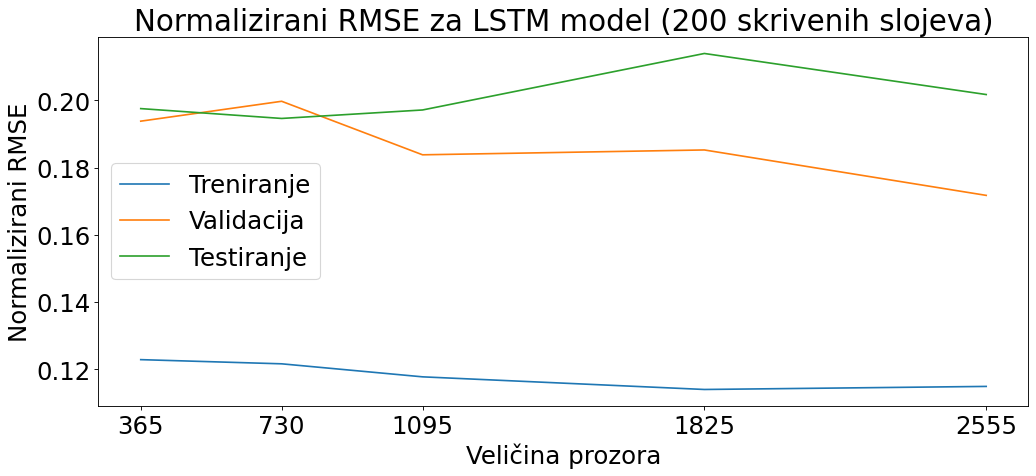 Normalizirani RMSE za LSTM model (200 skrivenih slojeva)
Normalizirani RMSE
0.20
0.18
0.16
0.14
0.12
Treniranje
Validacija
Testiranje
365 730 1095 1825 2555
Veličina prozora